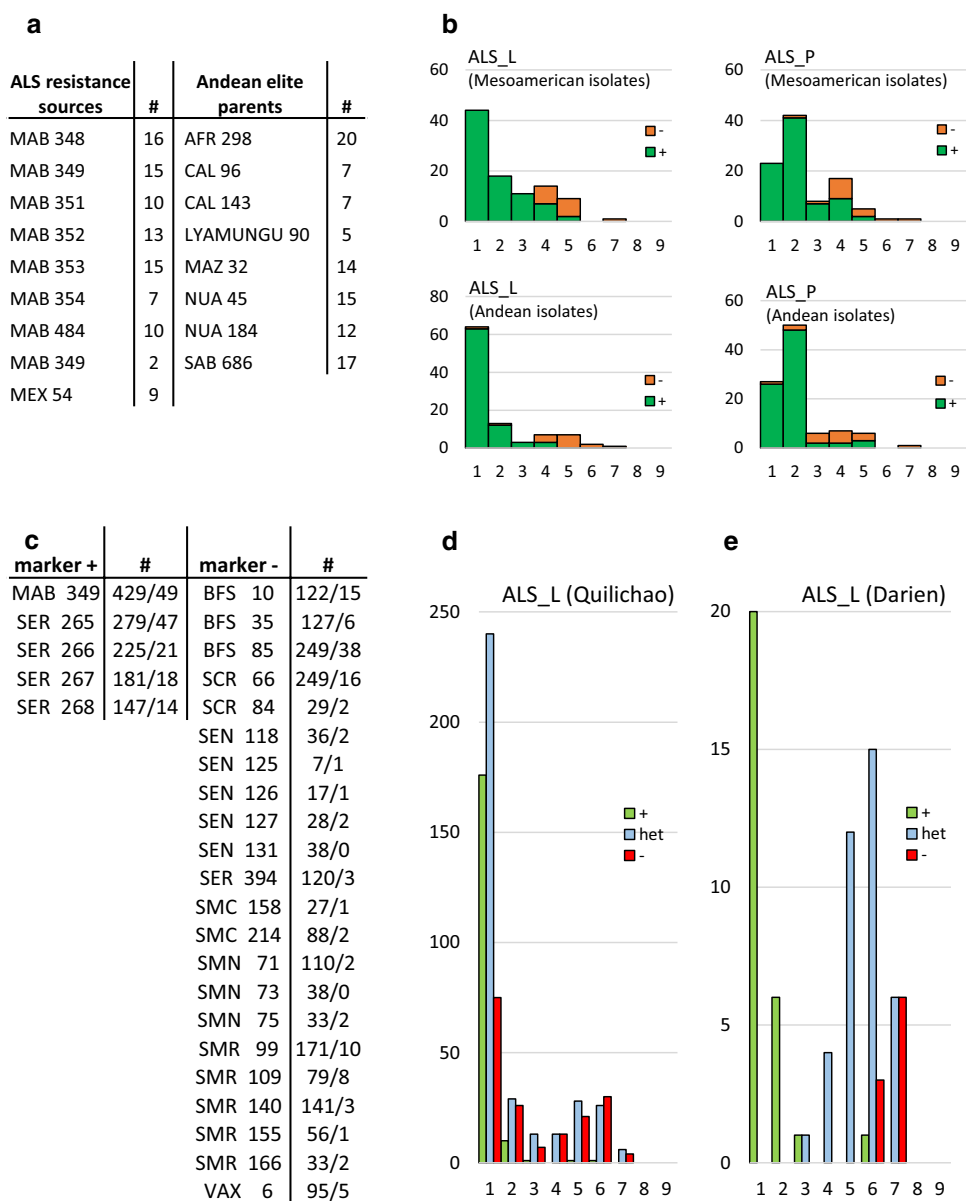 a
ALS resistance sources # Andean elite parents #
MAB 348 16 AFR 298 20
MAB 349 15 CAL 96 7
MAB 351 10 CAL 143 7
MAB 352 13 LYAMUNGU 90 5
MAB 353 15 MAZ 32 14
MAB 354 7 NUA 45 15
MAB 484 10 NUA 184 12
MAB 349 2 SAB 686 17
MEX 54 9
b
ALS_L
(Mesoamerican isolates)
60
40
20
0
-
+
1 2 3 4 5 6 7 8 9
ALS_P
(Mesoamerican isolates)
60
40
20
0
-
+
1 2 3 4 5 6 7 8 9
ALS_L
(Andean isolates)
80
60
40
20
0
-
+
1 2 3 4 5 6 7 8 9
ALS_P
(Andean isolates)
60
40
20
0
-
+
1 2 3 4 5 6 7 8 9
c
marker + # marker - #
MAB 349 429/49 BFS 10 122/15
SER 265 279/47 BFS 35 127/6
SER 266 225/21 BFS 85 249/38
SER 267 181/18 SCR 66 249/16
SER 268 147/14 SCR 84 29/2
SEN 118 36/2
SEN 125 7/1
SEN 126 17/1
SEN 127 28/2
SEN 131 38/0
SER 394 120/3
SMC 158 27/1
SMC 214 88/2
SMN 71 110/2
SMN 73 38/0
SMN 75 33/2
SMR 99 171/10
SMR 109 79/8
SMR 140 141/3
SMR 155 56/1
SMR 166 33/2
VAX 6 95/5
d
ALS_L (Quilichao)
250
200
150
100
50
0
+
het
-
1 2 3 4 5 6 7 8 9
e
ALS_L (Darien)
20
15
10
5
0
+
het
-
1 2 3 4 5 6 7 8 9